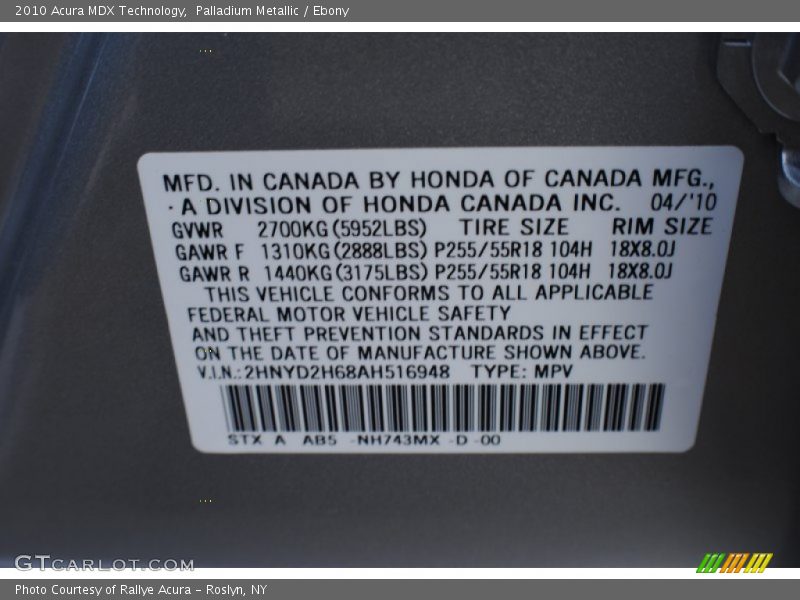 2010 Acura MDX Technology, Palladium Metallic / Ebony
MFD. IN CANADA BY HONDA OF CANADA MFG.,
· A DIVISION OF HONDA CANADA INC. 04/'10
GVWR 2700KG(5952LBS) TIRE SIZE RIM SIZE
GAWR F 1310KG(2888LBS) P255/55R18 104H 18X8.0J
GAWR R 1440KG(3175LBS) P255/55R18 104H 18X8.0J
THIS VEHICLE CONFORMS TO ALL APPLICABLE
FEDERAL MOTOR VEHICLE SAFETY
AND THEFT PREVENTION STANDARDS IN EFFECT
ON THE DATE OF MANUFACTURE SHOWN ABOVE.
V.I.N.: 2HNYD2H68AH516948 TYPE: MPV
STX A AB5 -NH743MX -D -00
GTCARLOT.COM
Photo Courtesy of Rallye Acura – Roslyn, NY